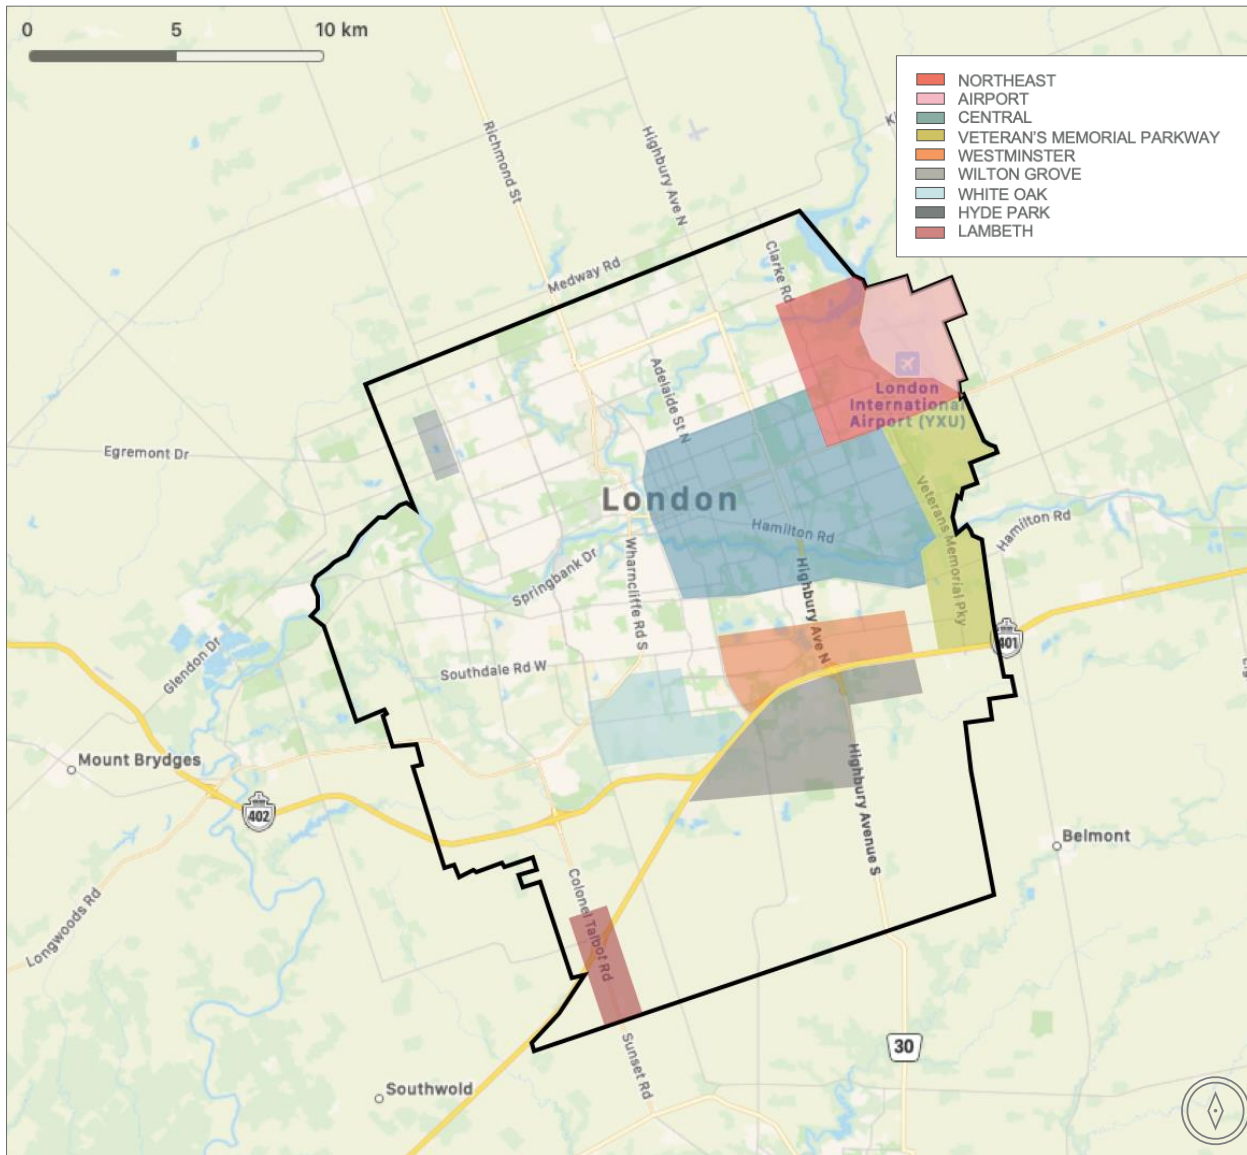 0 5 10 km
NORTHEAST
AIRPORT
CENTRAL
VETERAN'S MEMORIAL PARKWAY
WESTMINSTER
WILTON GROVE
WHITE OAK
HYDE PARK
LAMBETH
Richmond St
Highbury Ave N
Ki
Clarke Rd
Medway Rd
Adelaide St N
London
International
Airport (YXU)
Egremont Dr
London
Hamilton Rd
Veterans Memorial Pky
Hamilton Rd
Springbank Dr
Wharncliffe Rd S
Highbury Ave N
401
Southdale Rd W
Glendon Dr
Mount Brydges
402
Highbury Avenue S
Belmont
Longwoods Rd
Colonel Talbot Rd
Sunset Rd
30
Southwold